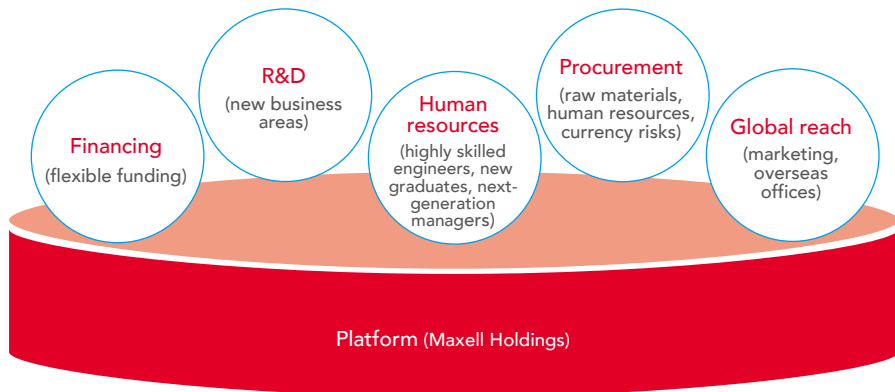 Financing
(flexible funding)
R&D
(new business
areas)
Human
resources
(highly skilled
engineers, new
graduates, next-
generation
managers)
Procurement
(raw materials,
human resources,
currency risks)
Global reach
(marketing,
overseas
offices)
Platform (Maxell Holdings)